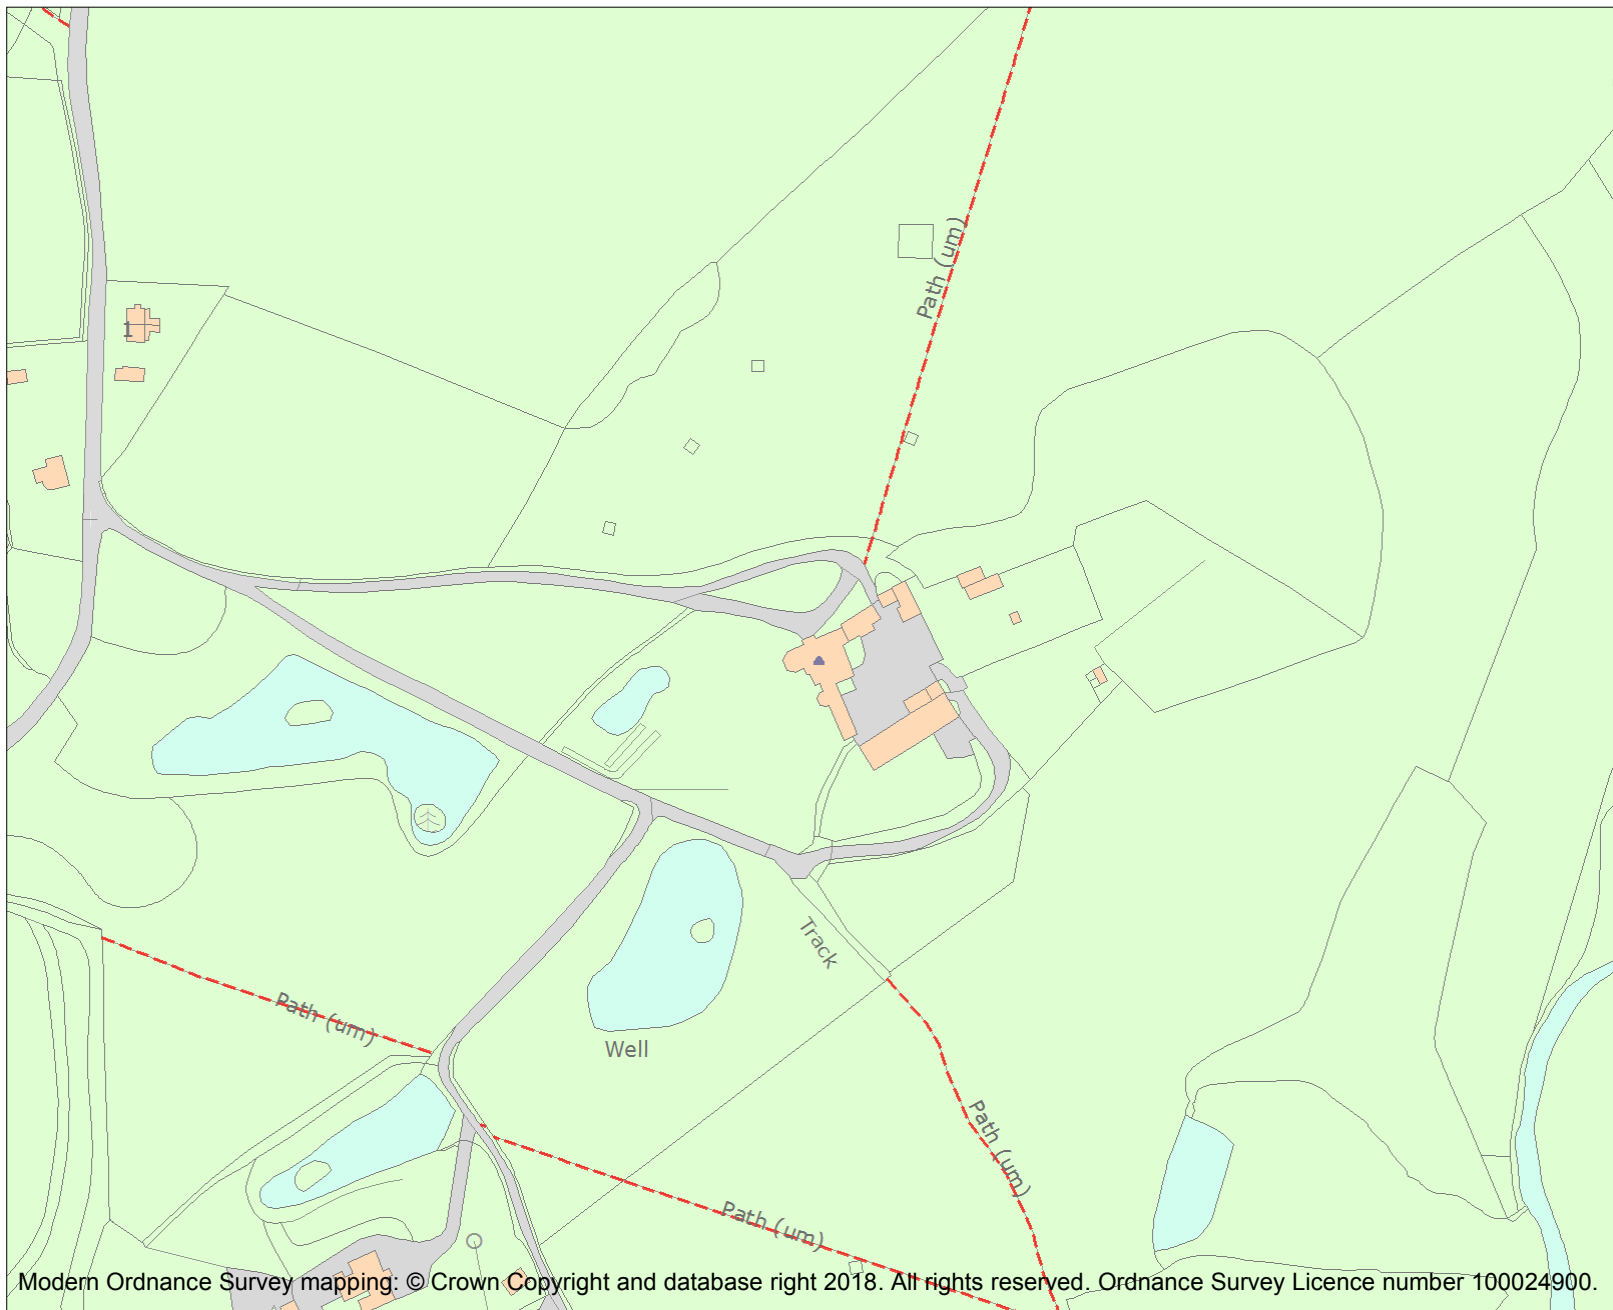 Path (um)
1
Track
Path (um)
Well
Path (um)
Path (um)
Modern Ordnance Survey mapping: © Crown Copyright and database right 2018. All rights reserved. Ordnance Survey Licence number 100024900.